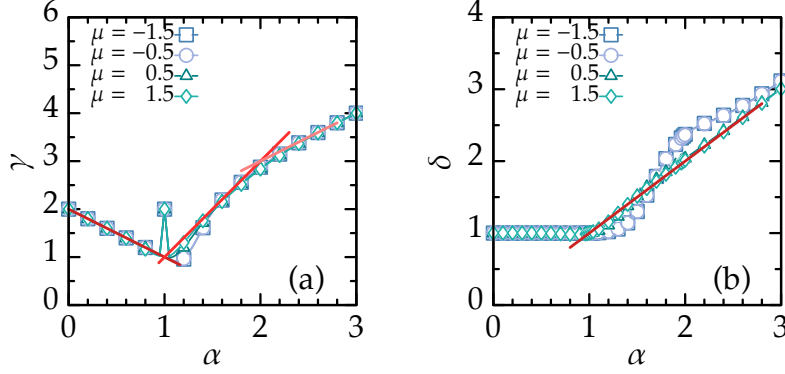 6
5
4
3
2
1
0
γ
μ = −1.5
μ = −0.5
μ = 0.5
μ = 1.5
(a)
0 1 2 3
α
4
3
2
1
0
δ
μ = −1.5
μ = −0.5
μ = 0.5
μ = 1.5
(b)
0 1 2 3
α